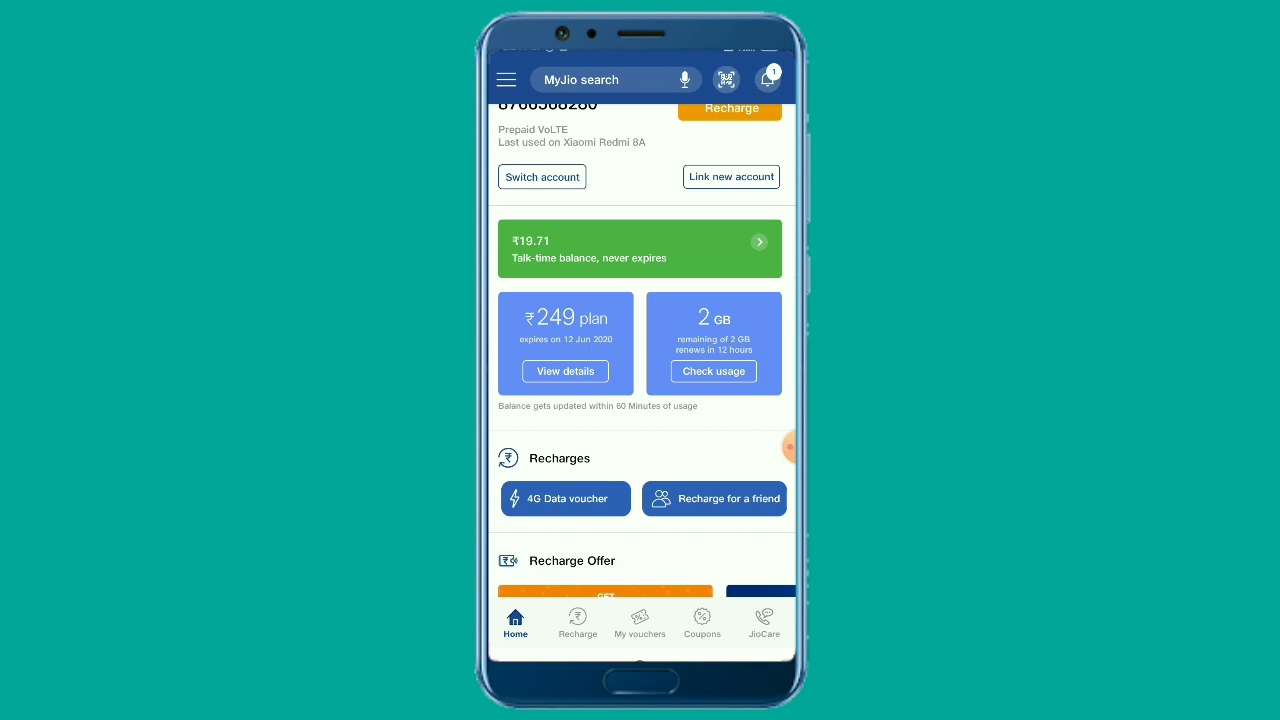 MyJio search
1
Recharge
Prepaid VoLTE
Last used on Xiaomi Redmi 8A
Switch account
Link new account
₹19.71
Talk-time balance, never expires
₹249 plan
expires on 12 Jun 2020
View details
2 GB
remaining of 2 GB
renews in 12 hours
Check usage
Balance gets updated within 60 Minutes of usage
Recharges
4G Data voucher
Recharge for a friend
Recharge Offer
GET
Home
Recharge
My vouchers
Coupons
JioCare